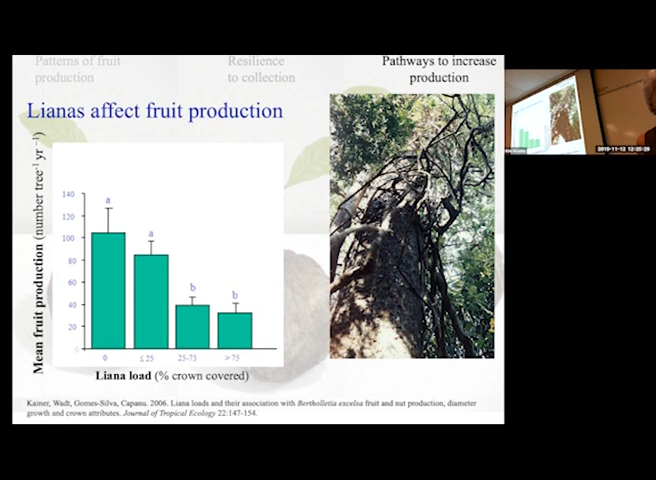 Patterns of fruit
production
Resilience
to collection
Pathways to increase
production
Lianas affect fruit production
Mean fruit production (number tree⁻¹ yr⁻¹)
140
120
100
80
60
40
20
0
a
a
b
b
0
≤ 25
25-75
> 75
Liana load (% crown covered)
Kainer, Wadt, Gomes-Silva, Capanu. 2006. Liana loads and their association with Bertholletia excelsa fruit and nut production, diameter
growth and crown attributes. Journal of Tropical Ecology 22:147-154.
2019-11-12 12:25:29